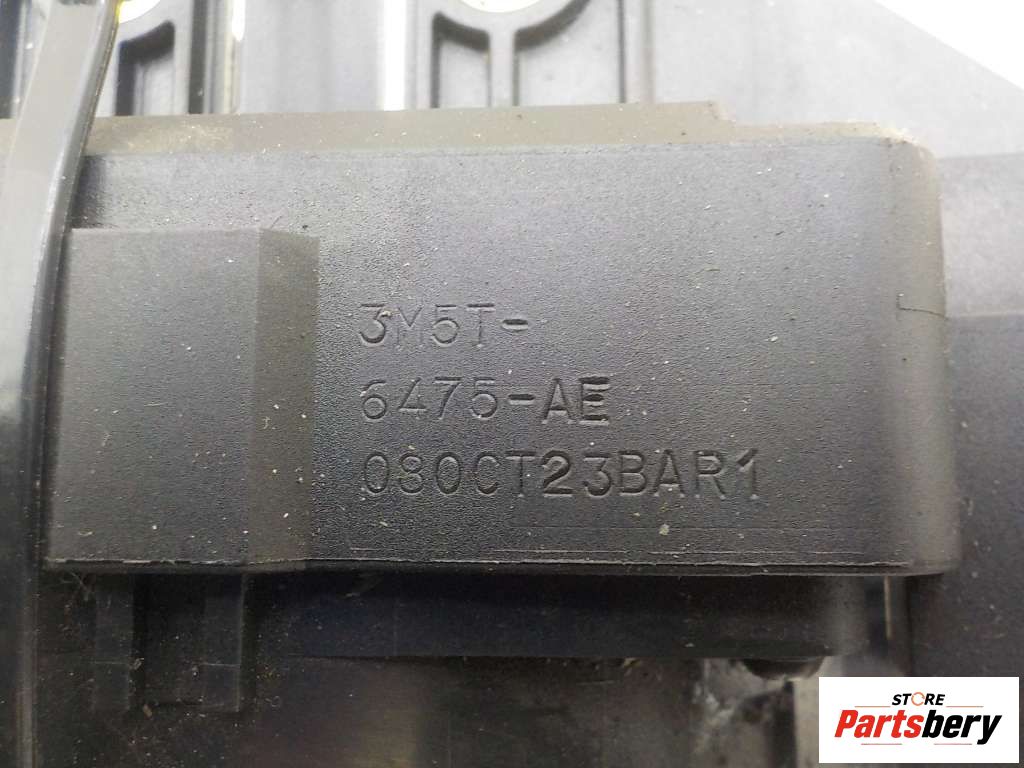 3M5T-
6475-AE
08OCT23BAR1
STORE
Partsbery